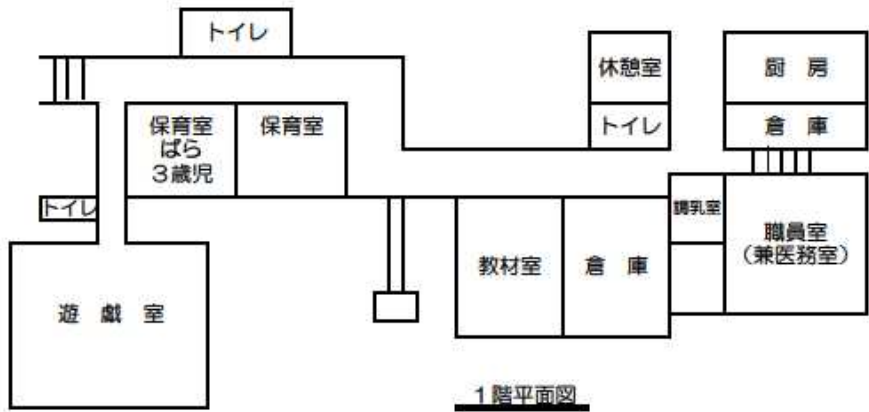 トイレ
休憩室
厨 房
保育室
ばら
3歳児
保育室
トイレ
倉 庫
トイレ
調乳室
職員室
(兼医務室)
教材室
倉 庫
遊 戯 室
1階平面図